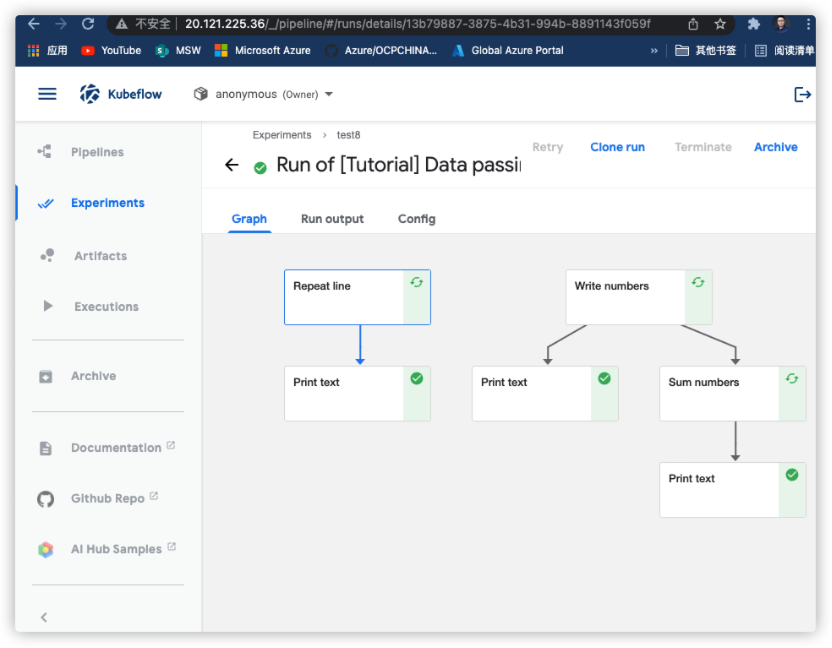 不安全 20.121.225.36/_/pipeline/#/runs/details/13b79887-3875-4b31-994b-8891143f059f
应用 YouTube MSW Microsoft Azure Azure/OCPCHINA... Global Azure Portal » 其他书签 阅读清单
Kubeflow anonymous (Owner)
Experiments › test8
Retry Clone run Terminate Archive
Run of [Tutorial] Data passin
Graph Run output Config
Pipelines
Experiments
Artifacts
Executions
Archive
Documentation
Github Repo
AI Hub Samples
Repeat line
Write numbers
Print text
Print text
Sum numbers
Print text